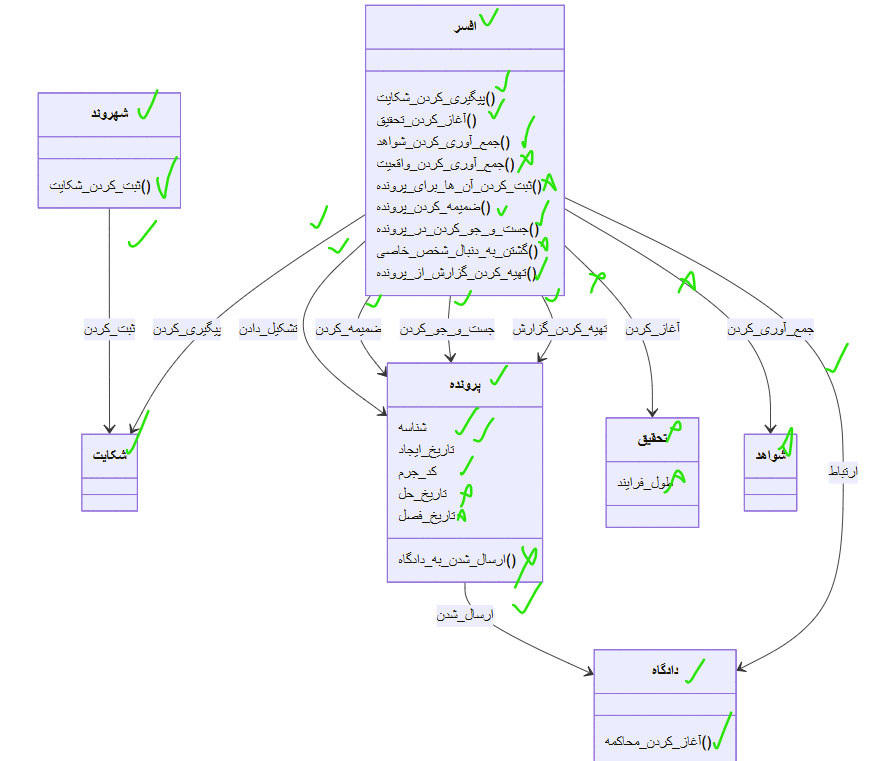 افسر
پیگیری_کردن_شکایت()
آغاز_کردن_تحقیق()
جمع_آوری_کردن_شواهد()
جمع_آوری_کردن_واقعیت()
ثبت_کردن_آن_ها_برای_پرونده()
ضمیمه_کردن_پرونده()
جست_و_جو_کردن_در_پرونده()
گشتن_به_دنبال_شخص_خاصی()
تهیه_کردن_گزارش_از_پرونده()
شهروند
ثبت_کردن_شکایت()
ثبت_کردن
پیگیری_کردن
تشکیل_دادن
ضمیمه_کردن
جست_و_جو_کردن
تهیه_کردن_گزارش
آغاز_کردن
جمع_آوری_کردن
ارتباط
شکایت
پرونده
شناسه
تاریخ_ایجاد
کد_جرم
تاریخ_حل
تاریخ_فصل
ارسال_شدن_به_دادگاه()
تحقیق
طول_فرایند
شواهد
ارسال_شدن
دادگاه
آغاز_کردن_محاکمه()